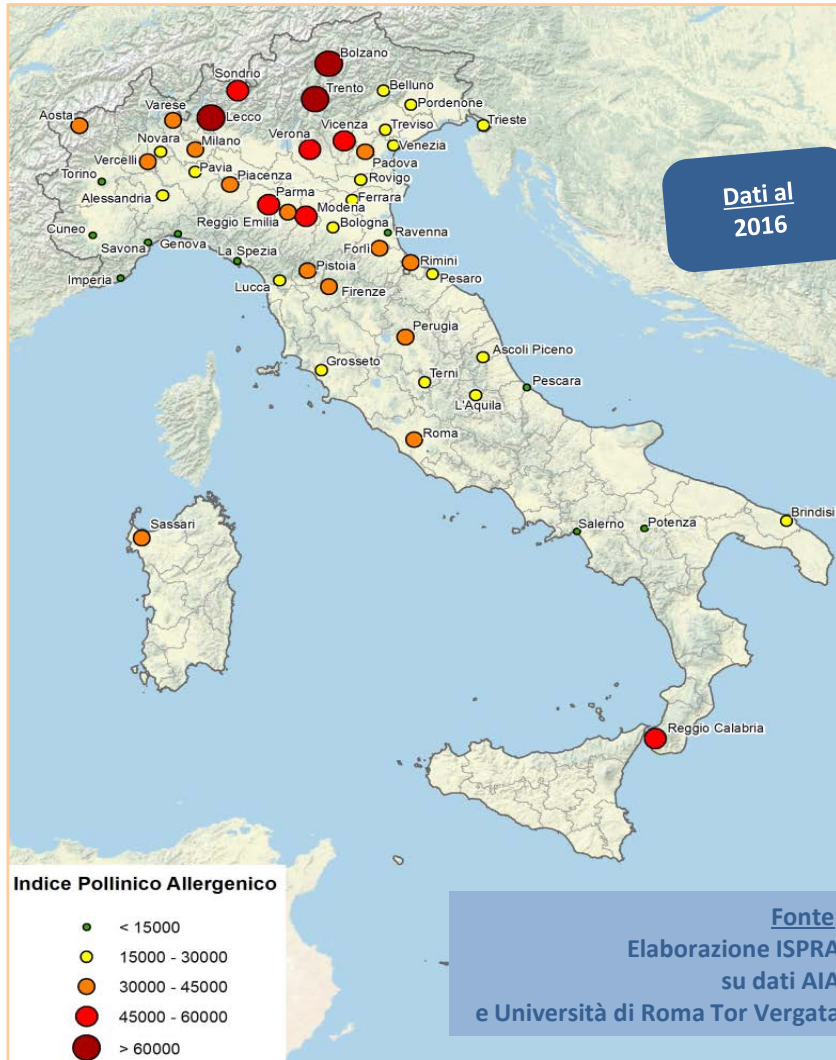 Bolzano
Sondrio
Trento
Belluno
Pordenone
Aosta
Varese
Lecco
Vicenza
Treviso
Trieste
Novara
Milano
Verona
Venezia
Vercelli
Padova
Pavia
Torino
Piacenza
Rovigo
Alessandria
Parma
Ferrara
Reggio Emilia
Modena
Bologna
Cuneo
Savona
Genova
La Spezia
Ravenna
Forlì
Imperia
Pistoia
Rimini
Lucca
Firenze
Pesaro
Perugia
Grosseto
Ascoli Piceno
Terni
Pescara
L'Aquila
Roma
Sassari
Salerno
Potenza
Brindisi
Reggio Calabria
Dati al
2016
Indice Pollinico Allergenico
< 15000
15000 - 30000
30000 - 45000
45000 - 60000
> 60000
Fonte
Elaborazione ISPRA
su dati AIA
e Università di Roma Tor Vergata